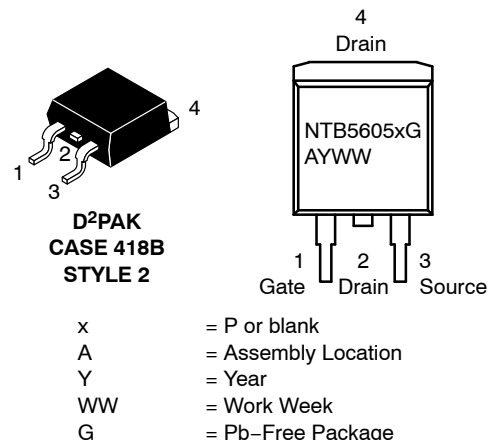 4
Drain
4
NTB5605xG
AYWW
2
1
3
D2PAK
CASE 418B
STYLE 2
1 2 3
Gate Drain Source
x = P or blank
A = Assembly Location
Y = Year
WW = Work Week
G = Pb−Free Package